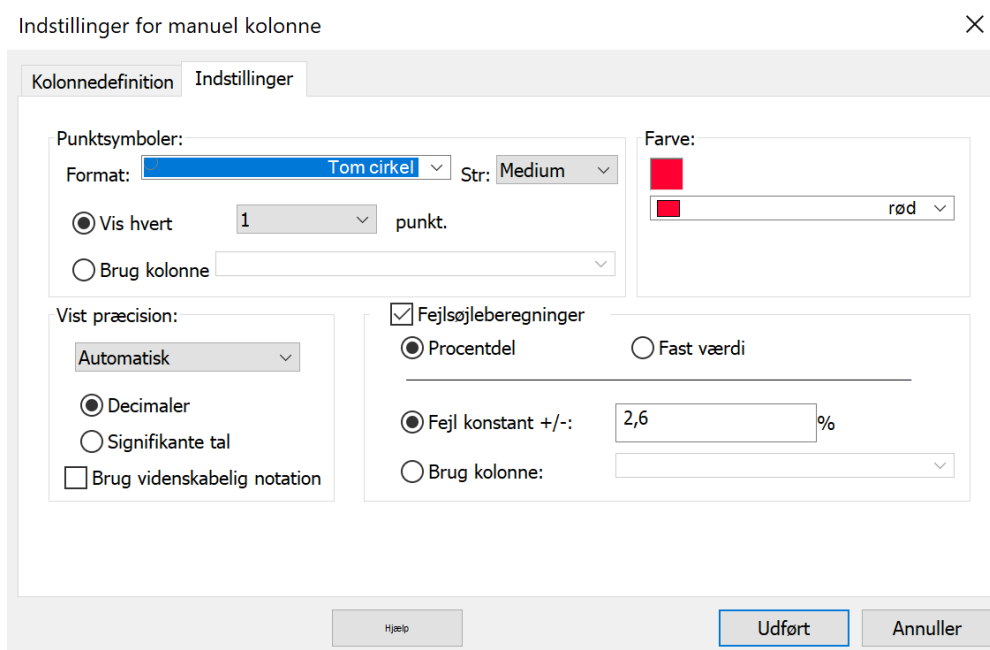 Indstillinger for manuel kolonne
Kolonnedefinition Indstillinger
Punktsymboler:
Format: Tom cirkel Str: Medium
Vis hvert 1 punkt.
Brug kolonne
Farve:
rød
Vist præcision:
Automatisk
Decimaler
Signifikante tal
Brug videnskabelig notation
Fejlsøjleberegninger
Procentdel Fast værdi
Fejl konstant +/-: 2,6 %
Brug kolonne:
Hjælp Udført Annuller